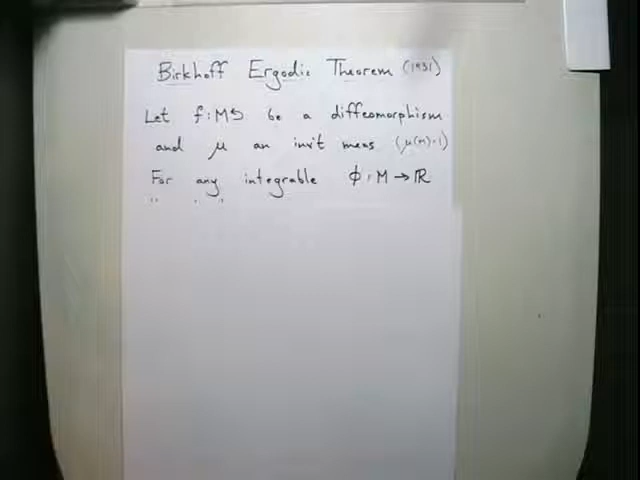 Birkhoff Ergodic Theorem (1931)
Let f:M↺ be a diffeomorphism
and μ an inv't meas (μ(M)=1)
For any integrable ϕ: M → ℝ